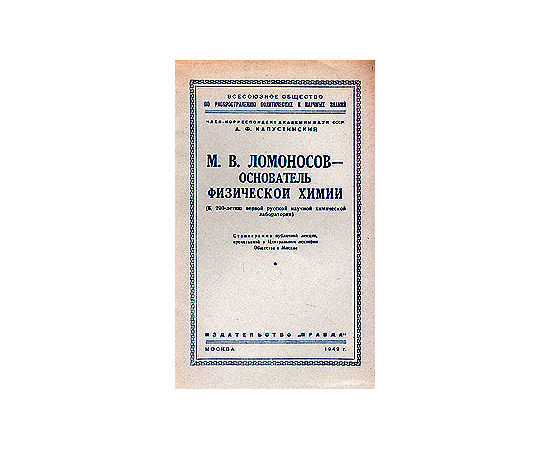 ВСЕСОЮЗНОЕ ОБЩЕСТВО
ПО РАСПРОСТРАНЕНИЮ ПОЛИТИЧЕСКИХ И НАУЧНЫХ ЗНАНИЙ
ЧЛЕН-КОРРЕСПОНДЕНТ АКАДЕМИИ НАУК СССР
А. Ф. КАПУСТИНСКИЙ
М. В. ЛОМОНОСОВ—
ОСНОВАТЕЛЬ
ФИЗИЧЕСКОЙ ХИМИИ
(К 200-летию первой русской научной химической
лаборатории)
Стенограмма публичной лекции,
прочитанной в Центральном лектории
Общества в Москве
ИЗДАТЕЛЬСТВО "ПРАВДА"
МОСКВА 1949 г.